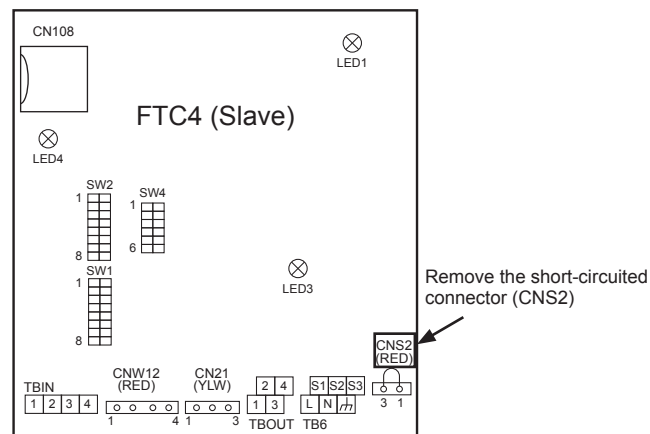 CN108
LED1
FTC4 (Slave)
LED4
SW2
1
8
SW4
1
6
SW1
1
8
LED3
Remove the short-circuited
connector (CNS2)
CNS2
(RED)
3 1
TBIN
1 2 3 4
CNW12
(RED)
1 4
CN21
(YLW)
1 3
2 4
1 3
TBOUT
S1 S2 S3
L N
TB6